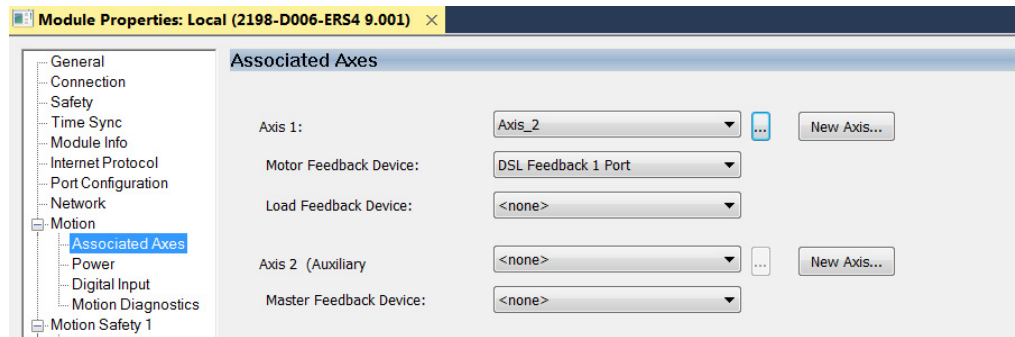 Module Properties: Local (2198-D006-ERS4 9.001) ×
General
Connection
Safety
Time Sync
Module Info
Internet Protocol
Port Configuration
Network
Motion
Associated Axes
Power
Digital Input
Motion Diagnostics
Motion Safety 1
Associated Axes
Axis 1: Axis_2 ... New Axis...
Motor Feedback Device: DSL Feedback 1 Port
Load Feedback Device: <none>
Axis 2 (Auxiliary <none> ... New Axis...
Master Feedback Device: <none>